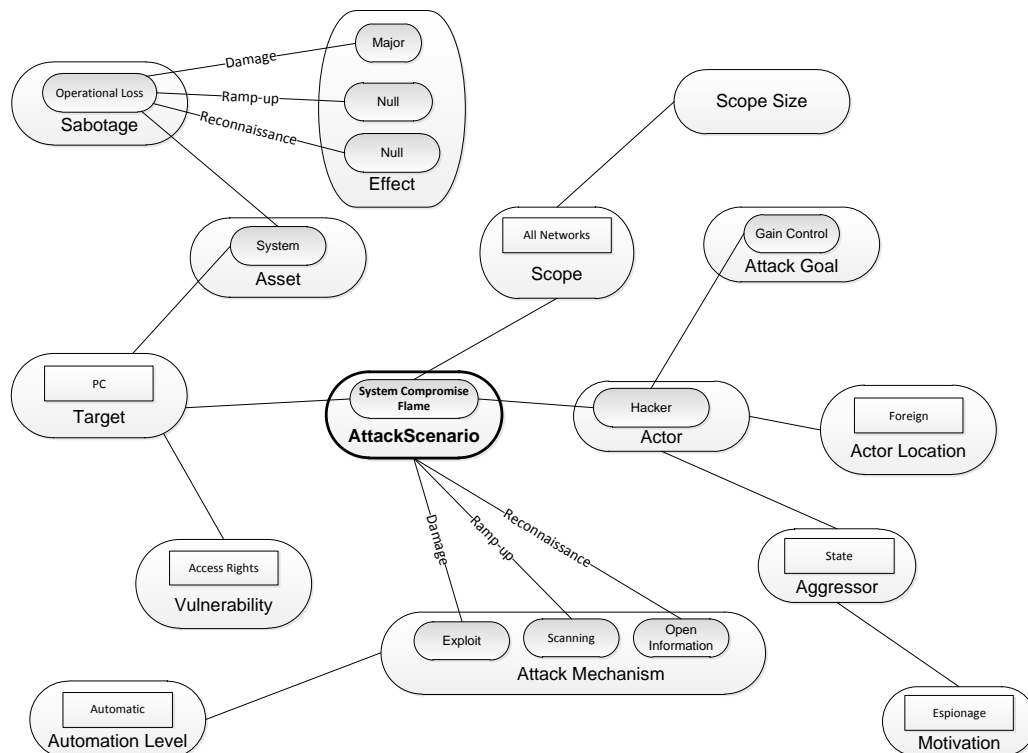 Major
Damage
Operational Loss
Ramp-up
Null
Sabotage
Reconnaissance
Null
Effect
Scope Size
System
Asset
All Networks
Scope
Gain Control
Attack Goal
PC
Target
System Compromise
Flame
AttackScenario
Hacker
Actor
Foreign
Actor Location
Damage
Ramp-up
Reconnaissance
Access Rights
Vulnerability
State
Aggressor
Exploit
Scanning
Open
Information
Attack Mechanism
Automatic
Automation Level
Espionage
Motivation